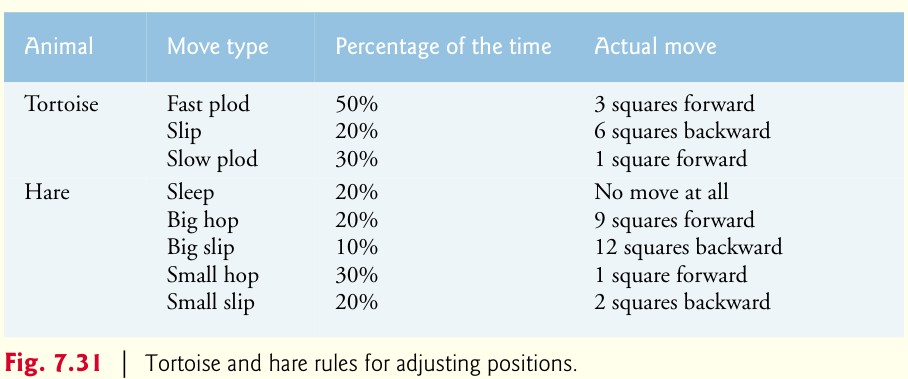 Animal Move type Percentage of the time Actual move
Tortoise Fast plod 50% 3 squares forward
Slip 20% 6 squares backward
Slow plod 30% 1 square forward
Hare Sleep 20% No move at all
Big hop 20% 9 squares forward
Big slip 10% 12 squares backward
Small hop 30% 1 square forward
Small slip 20% 2 squares backward
Fig. 7.31 | Tortoise and hare rules for adjusting positions.